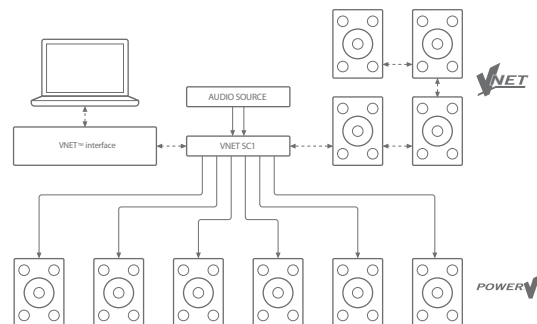 VNET
AUDIO SOURCE
VNET™ interface
VNET SC1
POWER V